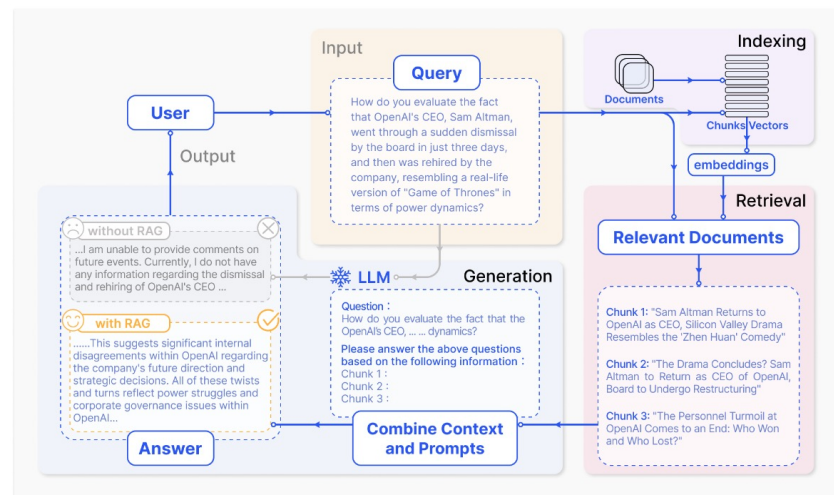 Input
Query
How do you evaluate the fact
that OpenAI's CEO, Sam Altman,
went through a sudden dismissal
by the board in just three days,
and then was rehired by the
company, resembling a real-life
version of "Game of Thrones" in
terms of power dynamics?
Indexing
Documents
Chunks Vectors
embeddings
User
Output
Retrieval
Relevant Documents
Chunk 1: "Sam Altman Returns to
OpenAI as CEO, Silicon Valley Drama
Resembles the 'Zhen Huan' Comedy"
Chunk 2: "The Drama Concludes? Sam
Altman to Return as CEO of OpenAI,
Board to Undergo Restructuring"
Chunk 3: "The Personnel Turmoil at
OpenAI Comes to an End: Who Won
and Who Lost?"
without RAG
...I am unable to provide comments on
future events. Currently, I do not have
any information regarding the dismissal
and rehiring of OpenAI's CEO ...
with RAG
......This suggests significant internal
disagreements within OpenAI regarding
the company's future direction and
strategic decisions. All of these twists
and turns reflect power struggles and
corporate governance issues within
OpenAI...
Answer
LLM
Generation
Question :
How do you evaluate the fact that the
OpenAI's CEO, ... ... dynamics?
Please answer the above questions
based on the following information :
Chunk 1 :
Chunk 2 :
Chunk 3 :
Combine Context
and Prompts